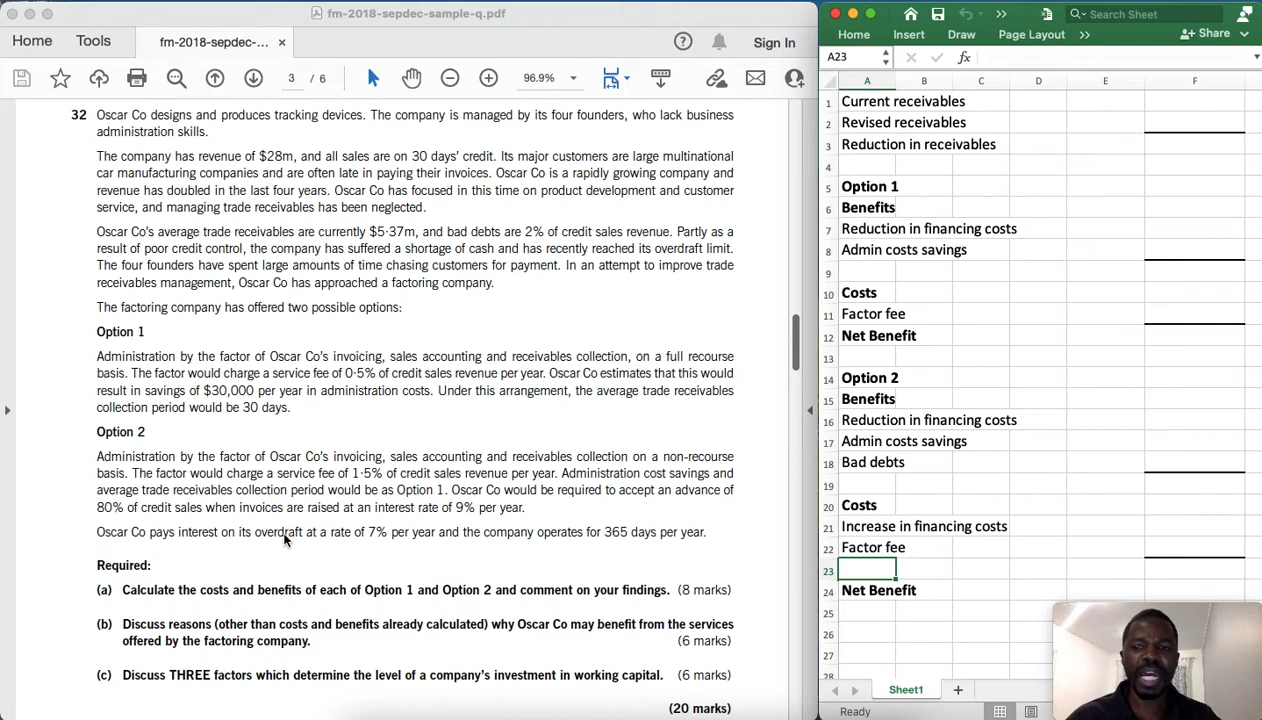 fm-2018-sepdec-sample-q.pdf
Home Tools fm-2018-sepdec-... × Sign In
3 / 6 96.9%
32 Oscar Co designs and produces tracking devices. The company is managed by its four founders, who lack business
administration skills.
The company has revenue of $28m, and all sales are on 30 days' credit. Its major customers are large multinational
car manufacturing companies and are often late in paying their invoices. Oscar Co is a rapidly growing company and
revenue has doubled in the last four years. Oscar Co has focused in this time on product development and customer
service, and managing trade receivables has been neglected.
Oscar Co's average trade receivables are currently $5·37m, and bad debts are 2% of credit sales revenue. Partly as a
result of poor credit control, the company has suffered a shortage of cash and has recently reached its overdraft limit.
The four founders have spent large amounts of time chasing customers for payment. In an attempt to improve trade
receivables management, Oscar Co has approached a factoring company.
The factoring company has offered two possible options:
Option 1
Administration by the factor of Oscar Co's invoicing, sales accounting and receivables collection, on a full recourse
basis. The factor would charge a service fee of 0·5% of credit sales revenue per year. Oscar Co estimates that this would
result in savings of $30,000 per year in administration costs. Under this arrangement, the average trade receivables
collection period would be 30 days.
Option 2
Administration by the factor of Oscar Co's invoicing, sales accounting and receivables collection on a non-recourse
basis. The factor would charge a service fee of 1·5% of credit sales revenue per year. Administration cost savings and
average trade receivables collection period would be as Option 1. Oscar Co would be required to accept an advance of
80% of credit sales when invoices are raised at an interest rate of 9% per year.
Oscar Co pays interest on its overdraft at a rate of 7% per year and the company operates for 365 days per year.
Required:
(a) Calculate the costs and benefits of each of Option 1 and Option 2 and comment on your findings. (8 marks)
(b) Discuss reasons (other than costs and benefits already calculated) why Oscar Co may benefit from the services
offered by the factoring company. (6 marks)
(c) Discuss THREE factors which determine the level of a company's investment in working capital. (6 marks)
(20 marks)
Search Sheet
Home Insert Draw Page Layout Share
A23 fx
A B C D E F
1 Current receivables
2 Revised receivables
3 Reduction in receivables
4
5 Option 1
6 Benefits
7 Reduction in financing costs
8 Admin costs savings
9
10 Costs
11 Factor fee
12 Net Benefit
13
14 Option 2
15 Benefits
16 Reduction in financing costs
17 Admin costs savings
18 Bad debts
19
20 Costs
21 Increase in financing costs
22 Factor fee
23
24 Net Benefit
25
26
27
28
Sheet1 +
Ready